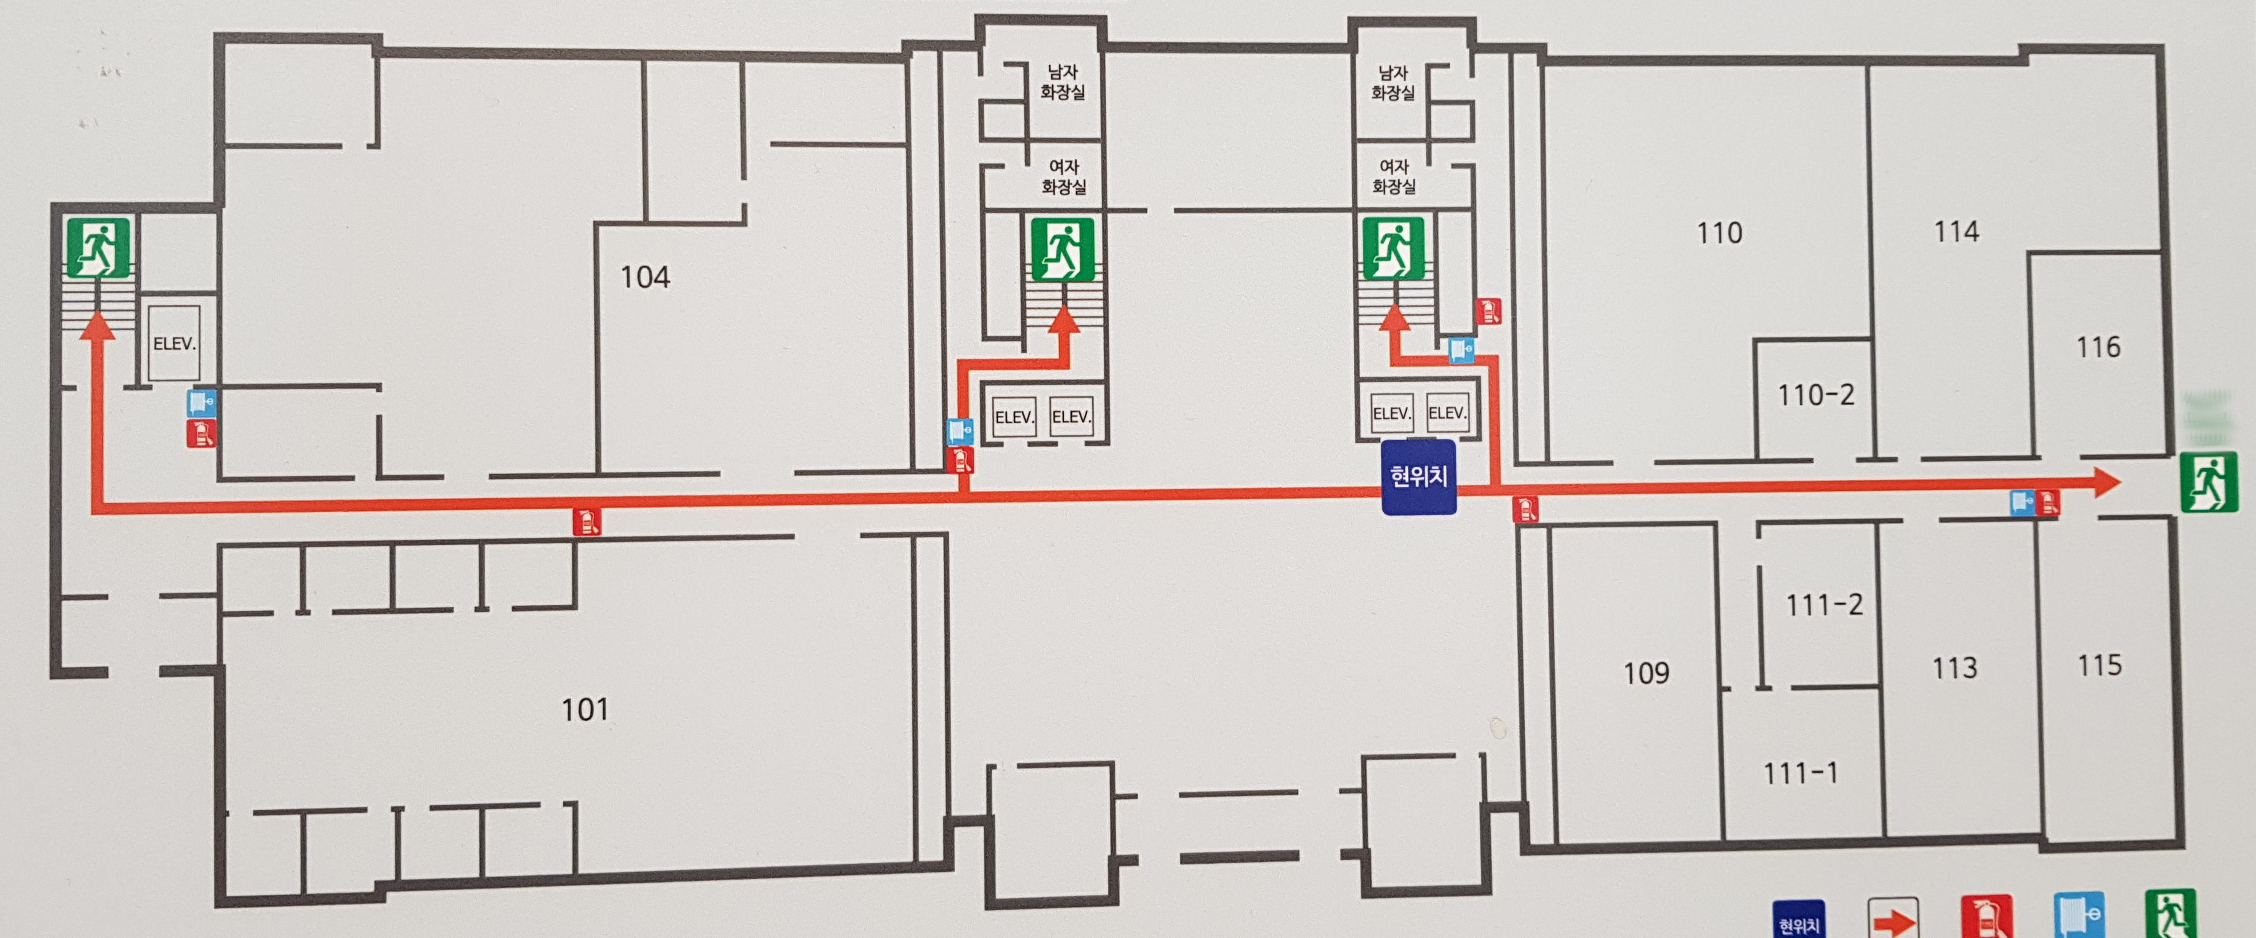 남자
화장실
남자
화장실
여자
화장실
여자
화장실
110
114
104
ELEV.
116
110-2
ELEV.
ELEV.
ELEV.
ELEV.
현위치
111-2
109
113
115
101
111-1
현위치